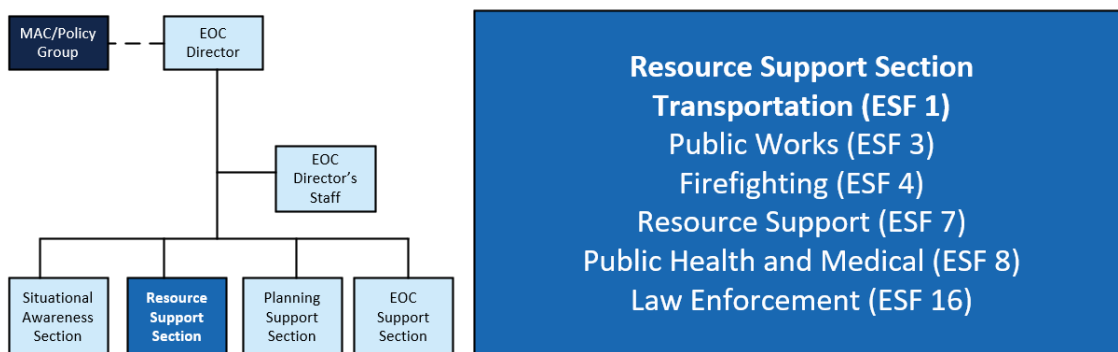 MAC/Policy
Group
EOC
Director
EOC
Director’s
Staff
Situational
Awareness
Section
Resource
Support
Section
Planning
Support
Section
EOC
Support
Section
Resource Support Section
Transportation (ESF 1)
Public Works (ESF 3)
Firefighting (ESF 4)
Resource Support (ESF 7)
Public Health and Medical (ESF 8)
Law Enforcement (ESF 16)